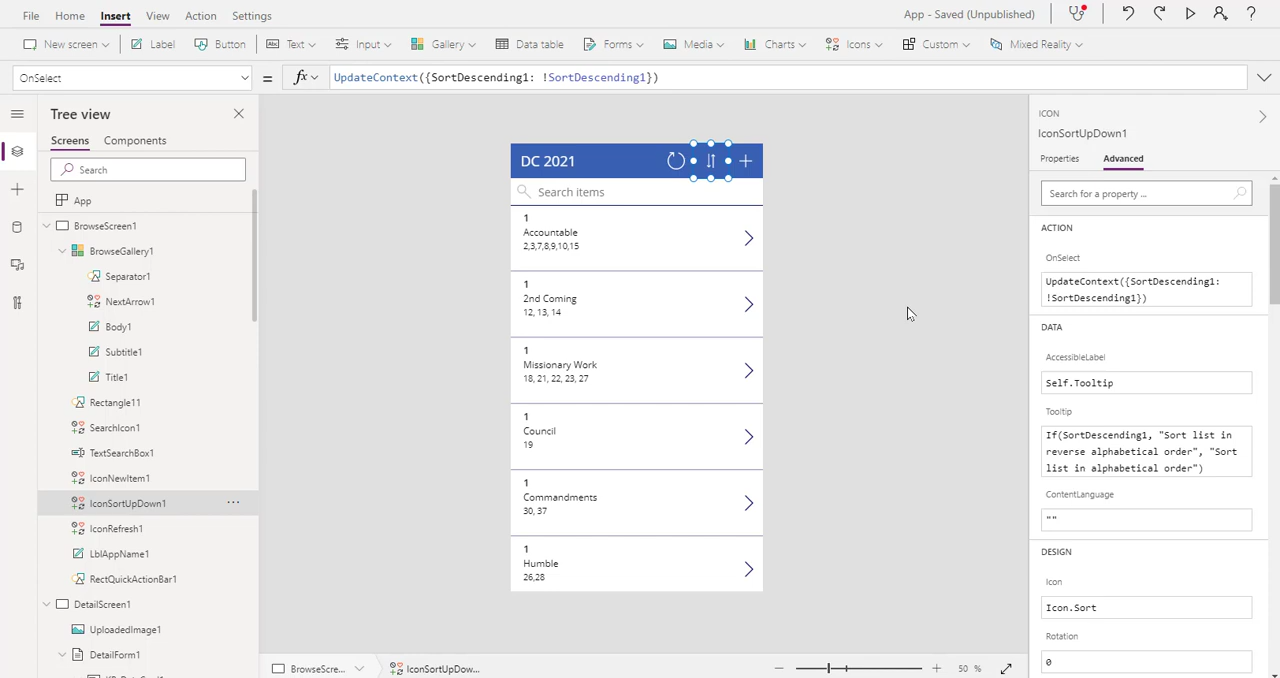 File Home Insert View Action Settings App - Saved (Unpublished) ?
New screen Label Button Text Input Gallery Data table Forms Media Charts Icons Custom Mixed Reality
OnSelect = fx UpdateContext({SortDescending1: !SortDescending1})
Tree view
Screens Components
Search
App
BrowseScreen1
BrowseGallery1
Separator1
NextArrow1
Body1
Subtitle1
Title1
Rectangle11
SearchIcon1
TextSearchBox1
IconNewItem1
IconSortUpDown1 ...
IconRefresh1
LblAppName1
RectQuickActionBar1
DetailScreen1
UploadedImage1
DetailForm1
DC 2021
Search items
1
Accountable
2,3,7,8,9,10,15
1
2nd Coming
12, 13, 14
1
Missionary Work
18, 21, 22, 23, 27
1
Council
19
1
Commandments
30, 37
1
Humble
26,28
BrowseScre... IconSortUpDow... 50 %
ICON
IconSortUpDown1
Properties Advanced
Search for a property ...
ACTION
OnSelect
UpdateContext({SortDescending1:
!SortDescending1})
DATA
AccessibleLabel
Self.Tooltip
Tooltip
If(SortDescending1, "Sort list in
reverse alphabetical order", "Sort
list in alphabetical order")
ContentLanguage
""
DESIGN
Icon
Icon.Sort
Rotation
0